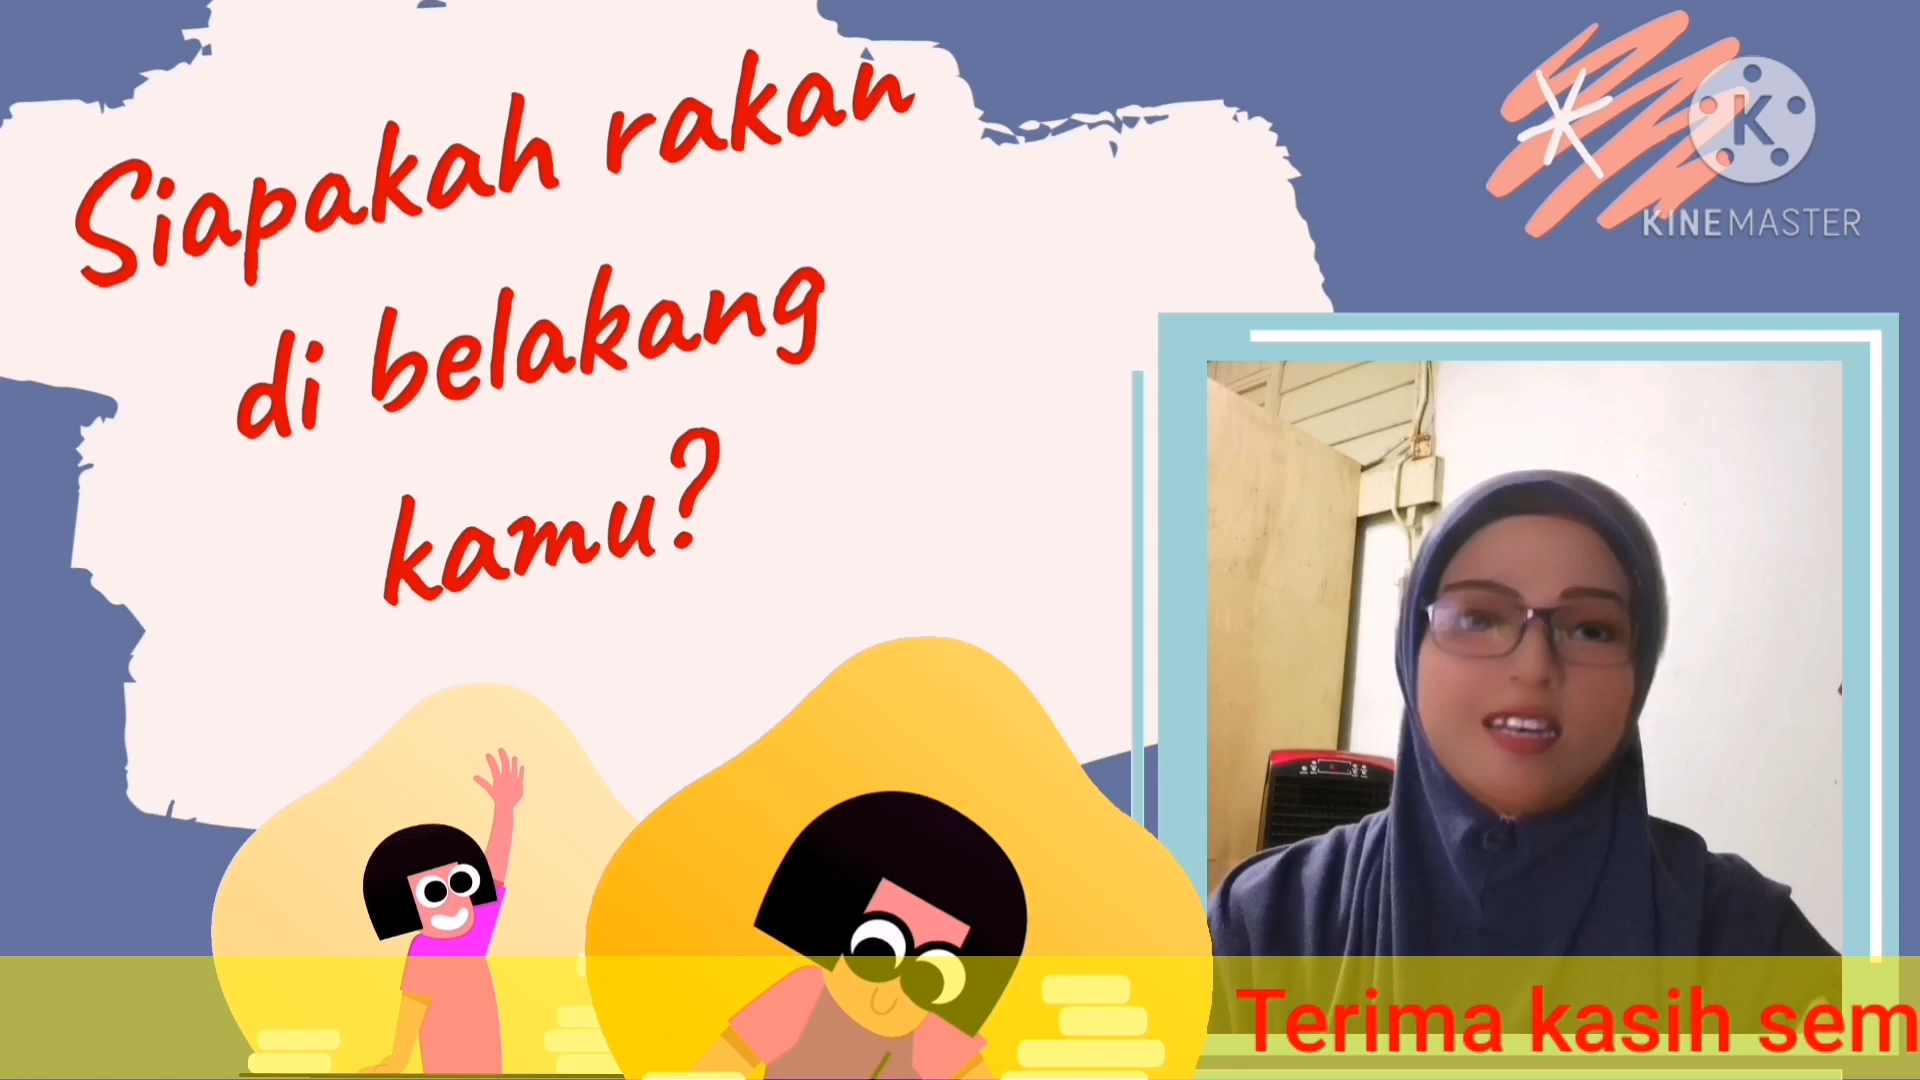 Siapakah rakan
di belakang
kamu?
K
KINEMASTER
Terima kasih sem